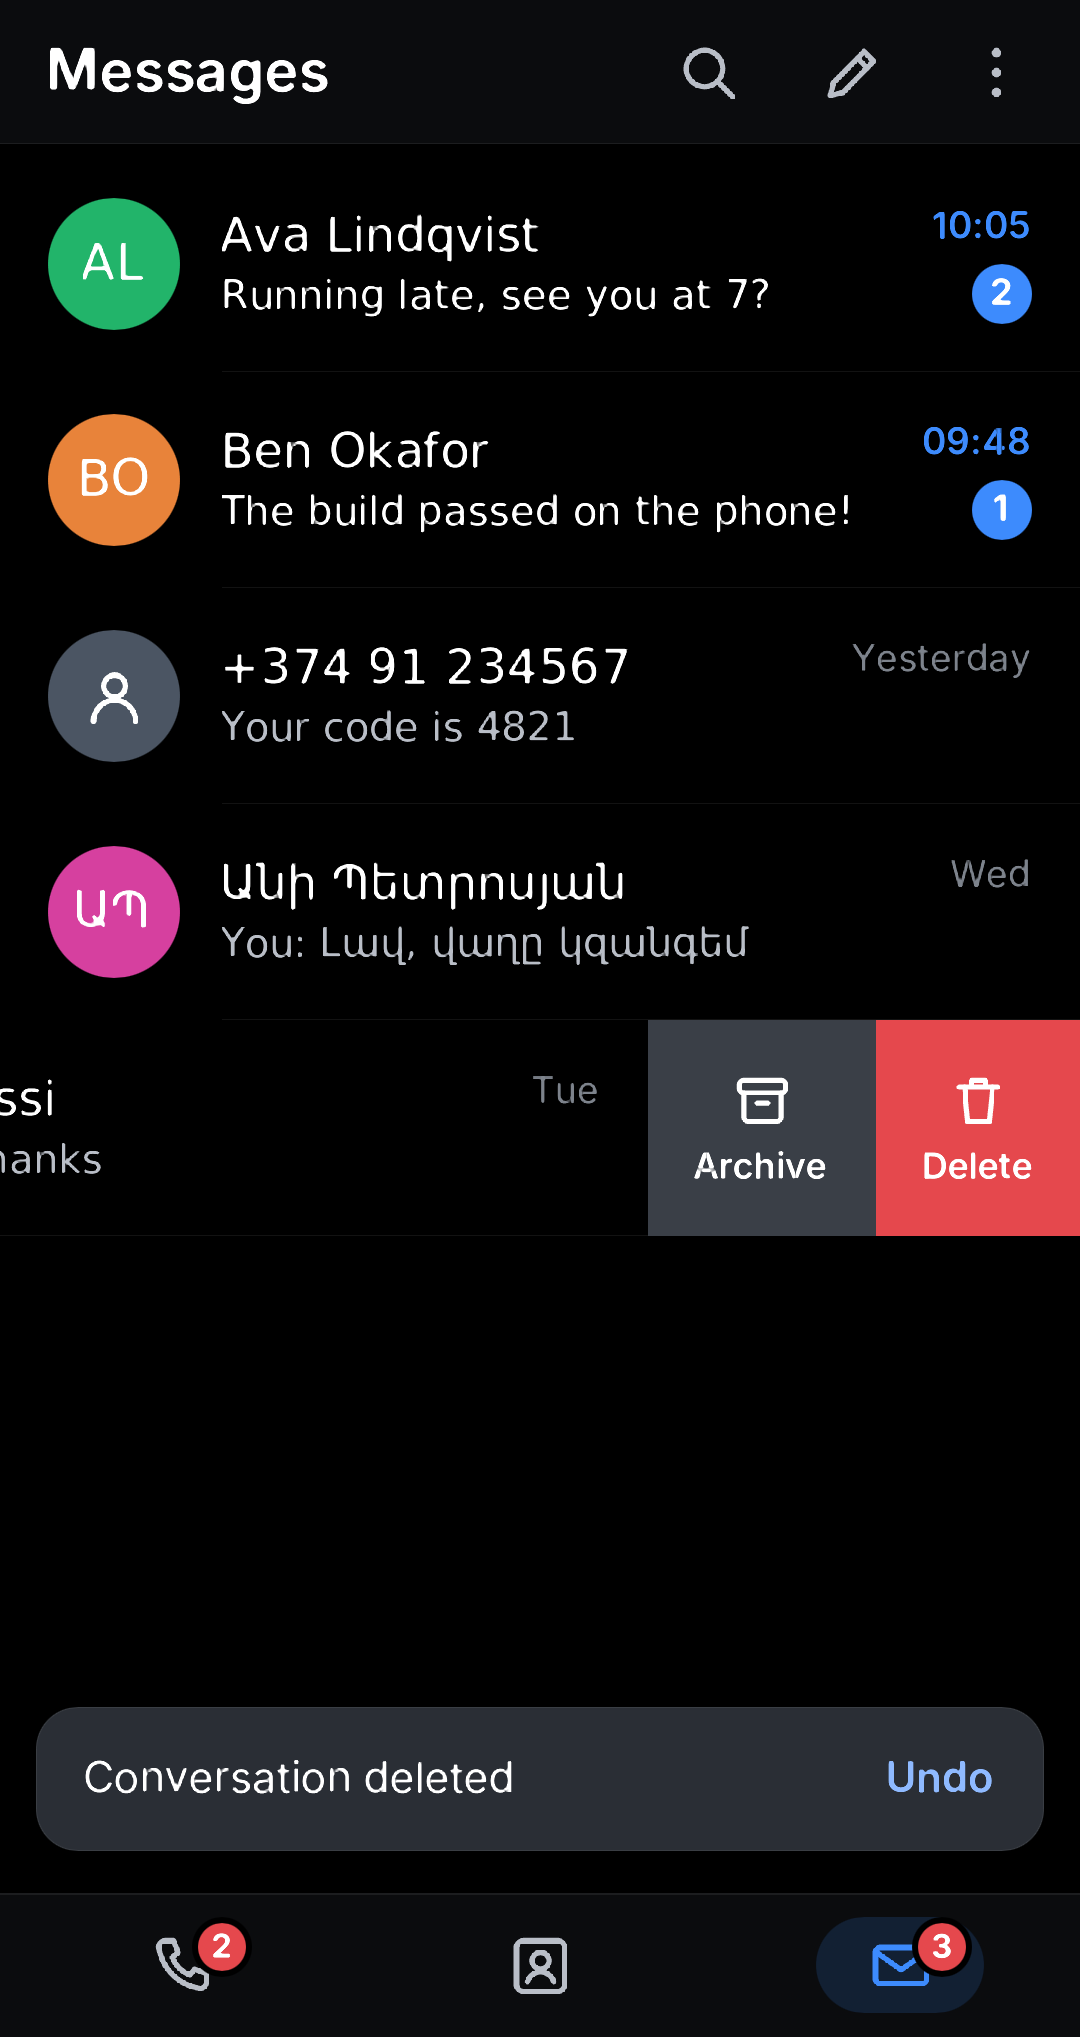 Messages
AL
Ava Lindqvist
10:05
Running late, see you at 7?
2
BO
Ben Okafor
09:48
The build passed on the phone!
1
+374 91 234567
Yesterday
Your code is 4821
ԱՊ
Անի Պետրոսյան
Wed
You: Լավ, վաղը կզանգեմ
ssi
Tue
hanks
Archive
Delete
Conversation deleted
Undo
2
3